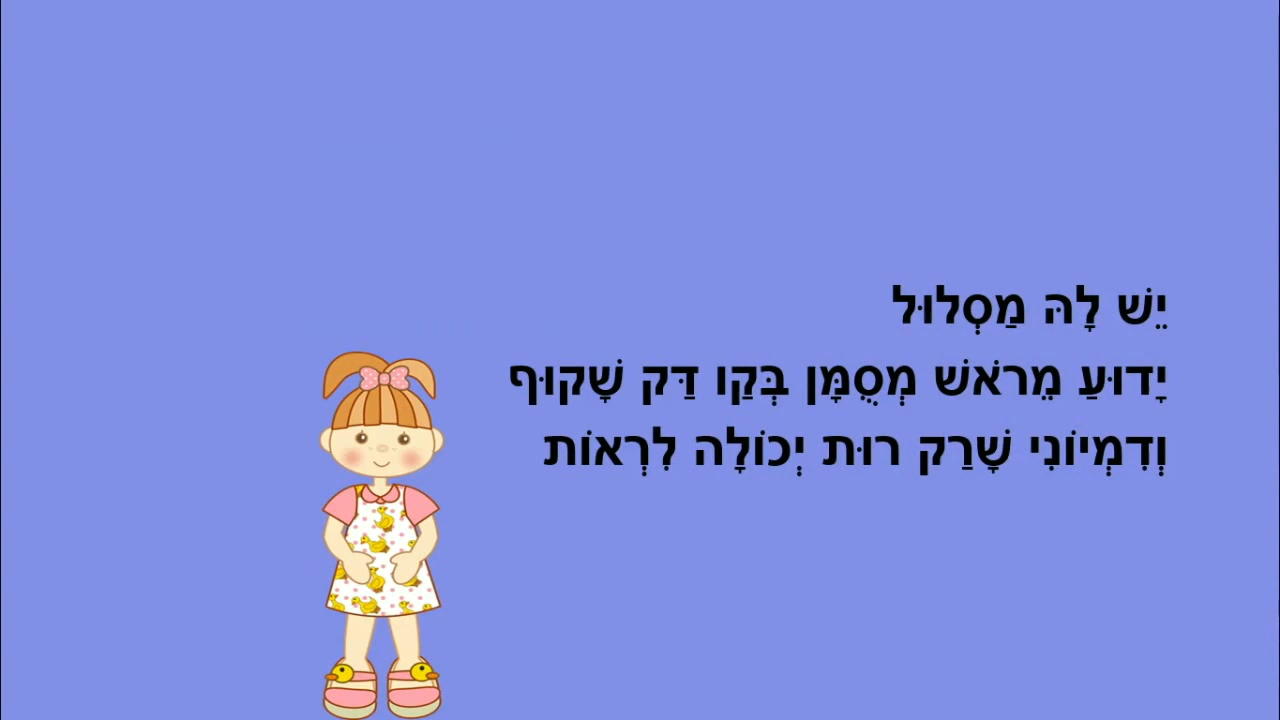 יֵשׁ לָהּ מַסְלוּל
יָדוּעַ מֵרֹאשׁ מְסֻמָּן בְּקַו דַּק שָׁקוּף
וְדִמְיוֹנִי שָׁרַק רוּת יְכוֹלָה לִרְאוֹת